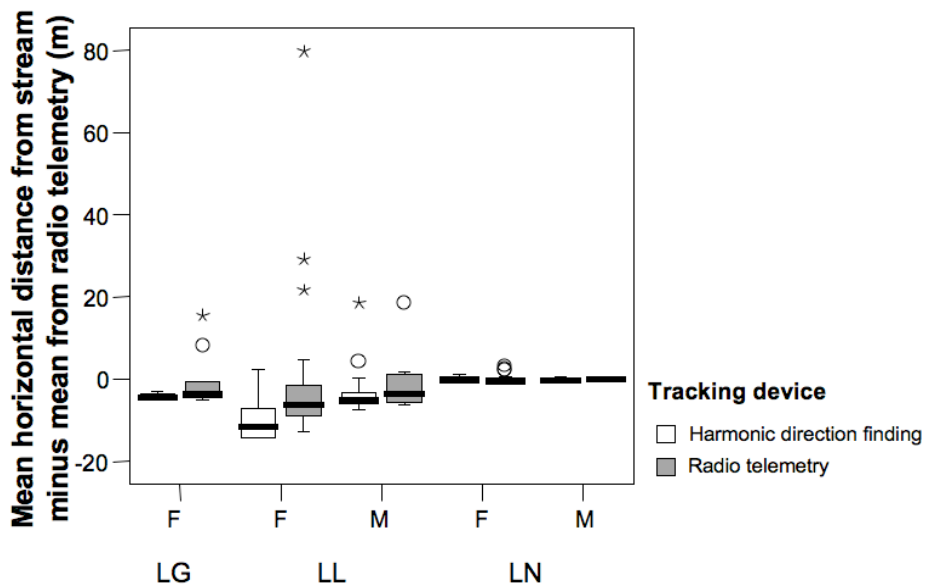 Mean horizontal distance from stream
minus mean from radio telemetry (m)
80
60
40
20
0
-20
F
F
M
F
M
LG
LL
LN
Tracking device
Harmonic direction finding
Radio telemetry